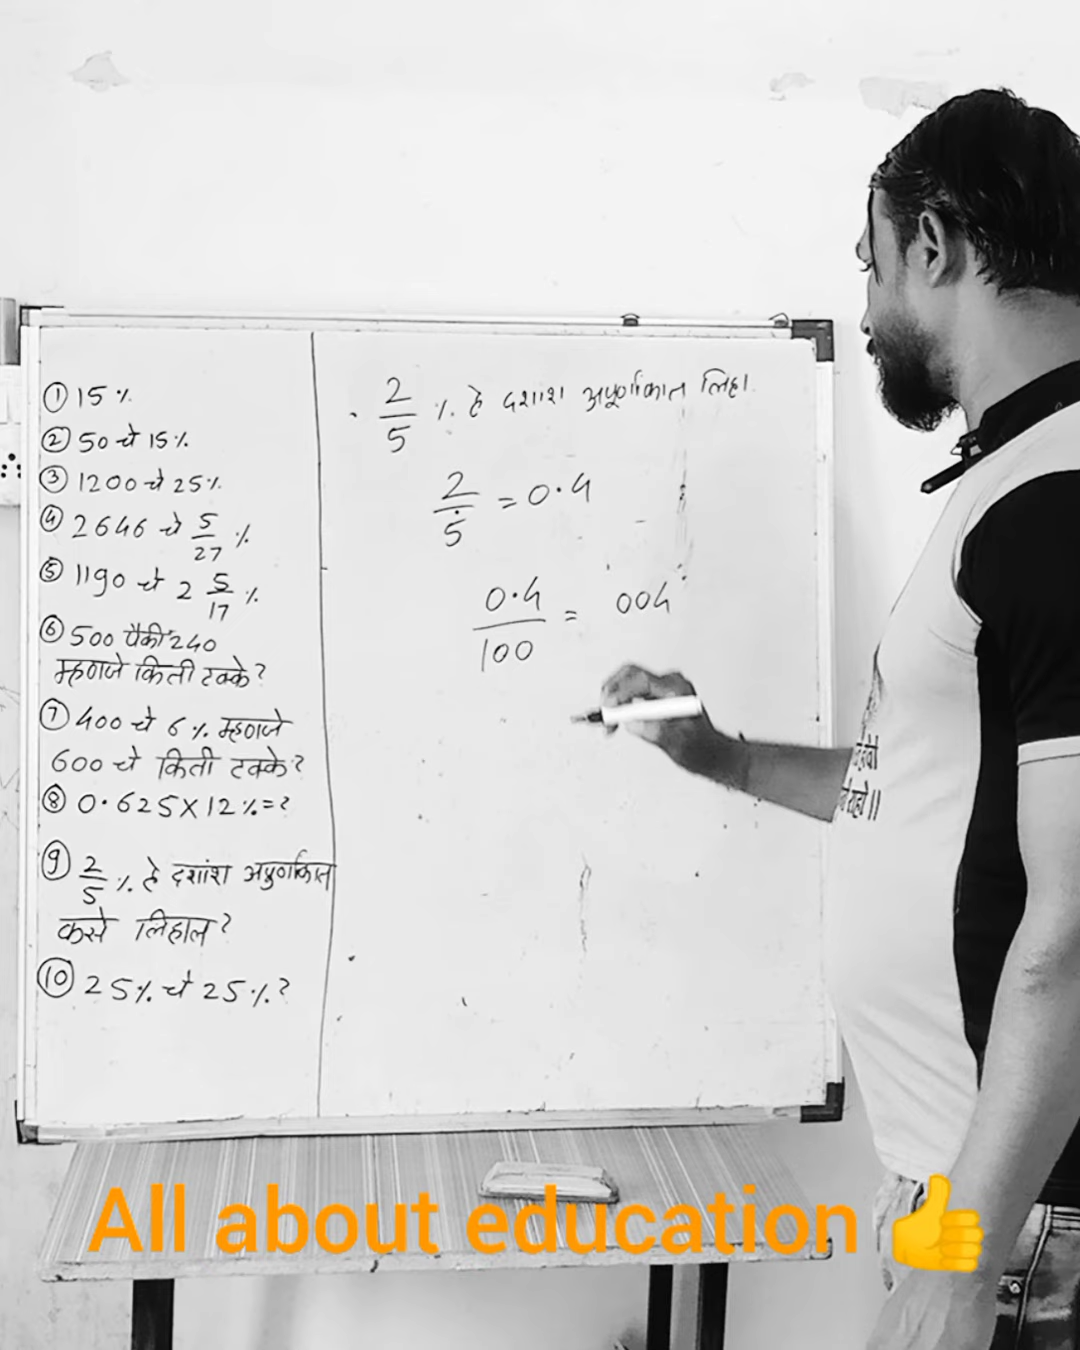 ① 15 %
② 50 चे 15 %
③ 1200 चे 25 %
④ 2646 चे 5/27 %
⑤ 1190 चे 2 5/17 %
⑥ 500 पैकी 240
म्हणजे किती टक्के?
⑦ 400 चे 6 % म्हणजे
600 चे किती टक्के?
⑧ 0.625 X 12 % = ?
⑨ 2/5 % हे दशांश अपुर्णांकात
कसे लिहाल?
⑩ 25 % चे 25 % ?
2/5 % हे दशांश अपूर्णांकात लिहा.
2/5 = 0.4
0.4/100 = 004
All about education 👍